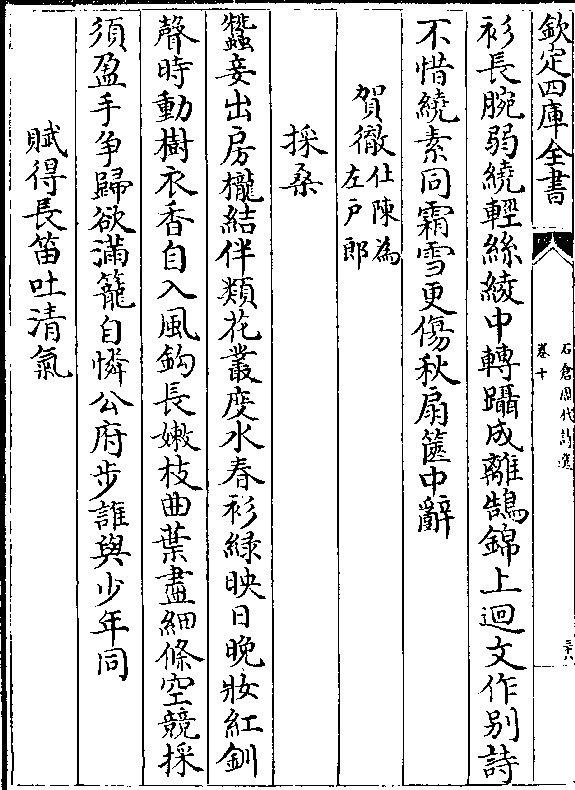 欽定四庫全書
石倉歷代詩選
卷十
三十八
衫長腕弱繞輕絲綾中轉躡成離鵠錦上迴文作别詩
不惜繞素同霜雪更傷秋扇篋中辭
賀徹仕陳為左戸郎
採桑
蠶妾出房櫳結伴類花叢度水春衫緑映日晚妝紅釧
聲時動樹衣香自入風鈎長嫩枝曲葉盡細條空競採
須盈手争歸欲滿籠自憐公府步誰與少年同
賦得長笛吐清氣